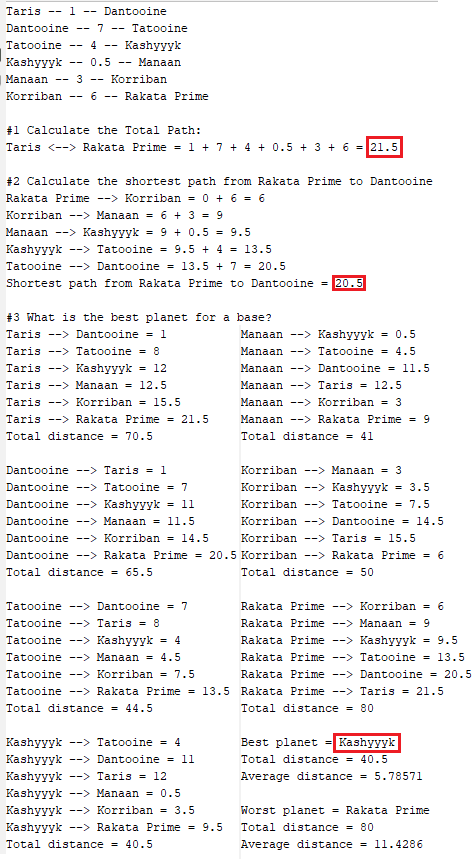 Taris -- 1 -- Dantooine
Dantooine -- 7 -- Tatooine
Tatooine -- 4 -- Kashyyyk
Kashyyyk -- 0.5 -- Manaan
Manaan -- 3 -- Korriban
Korriban -- 6 -- Rakata Prime
#1 Calculate the Total Path:
Taris <--> Rakata Prime = 1 + 7 + 4 + 0.5 + 3 + 6 = 21.5
#2 Calculate the shortest path from Rakata Prime to Dantooine
Rakata Prime --> Korriban = 0 + 6 = 6
Korriban --> Manaan = 6 + 3 = 9
Manaan --> Kashyyyk = 9 + 0.5 = 9.5
Kashyyyk --> Tatooine = 9.5 + 4 = 13.5
Tatooine --> Dantooine = 13.5 + 7 = 20.5
Shortest path from Rakata Prime to Dantooine = 20.5
#3 What is the best planet for a base?
Taris --> Dantooine = 1
Taris --> Tatooine = 8
Taris --> Kashyyyk = 12
Taris --> Manaan = 12.5
Taris --> Korriban = 15.5
Taris --> Rakata Prime = 21.5
Total distance = 70.5
Manaan --> Kashyyyk = 0.5
Manaan --> Tatooine = 4.5
Manaan --> Dantooine = 11.5
Manaan --> Taris = 12.5
Manaan --> Korriban = 3
Manaan --> Rakata Prime = 9
Total distance = 41
Dantooine --> Taris = 1
Dantooine --> Tatooine = 7
Dantooine --> Kashyyyk = 11
Dantooine --> Manaan = 11.5
Dantooine --> Korriban = 14.5
Dantooine --> Rakata Prime = 20.5
Total distance = 65.5
Korriban --> Manaan = 3
Korriban --> Kashyyyk = 3.5
Korriban --> Tatooine = 7.5
Korriban --> Dantooine = 14.5
Korriban --> Taris = 15.5
Korriban --> Rakata Prime = 6
Total distance = 50
Tatooine --> Dantooine = 7
Tatooine --> Taris = 8
Tatooine --> Kashyyyk = 4
Tatooine --> Manaan = 4.5
Tatooine --> Korriban = 7.5
Tatooine --> Rakata Prime = 13.5
Total distance = 44.5
Rakata Prime --> Korriban = 6
Rakata Prime --> Manaan = 9
Rakata Prime --> Kashyyyk = 9.5
Rakata Prime --> Tatooine = 13.5
Rakata Prime --> Dantooine = 20.5
Rakata Prime --> Taris = 21.5
Total distance = 80
Kashyyyk --> Tatooine = 4
Kashyyyk --> Dantooine = 11
Kashyyyk --> Taris = 12
Kashyyyk --> Manaan = 0.5
Kashyyyk --> Korriban = 3.5
Kashyyyk --> Rakata Prime = 9.5
Total distance = 40.5
Best planet = Kashyyyk
Total distance = 40.5
Average distance = 5.78571
Worst planet = Rakata Prime
Total distance = 80
Average distance = 11.4286